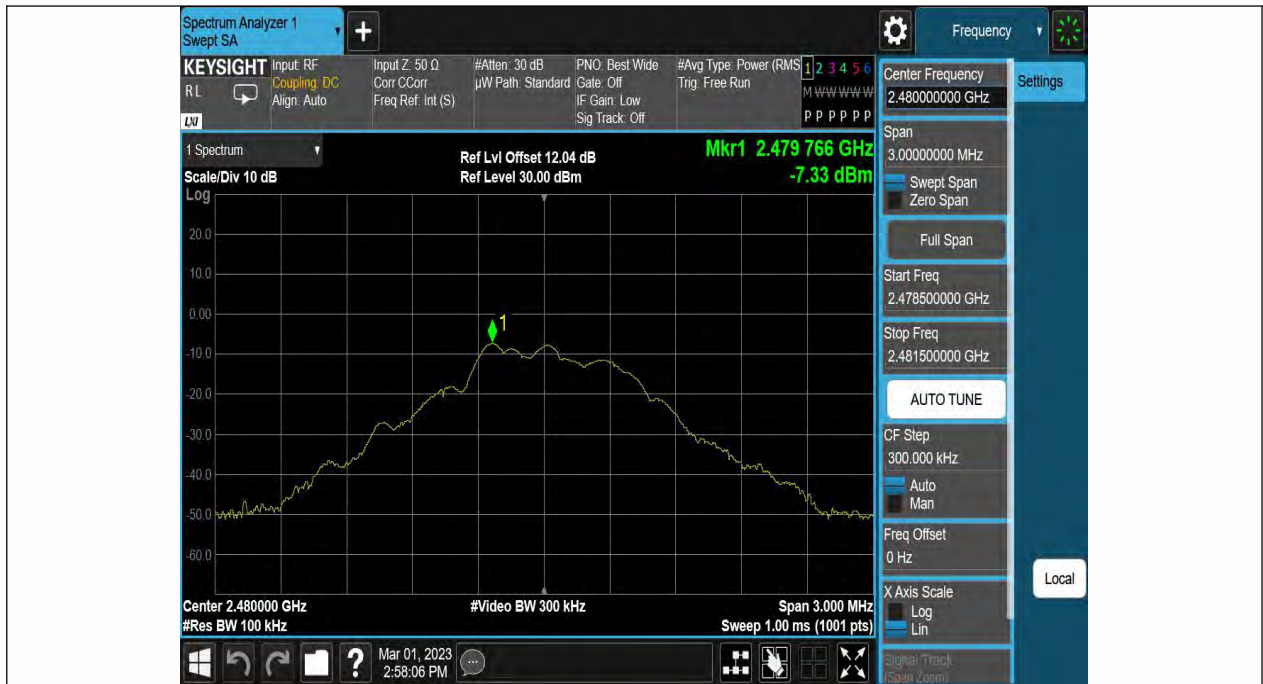 Spectrum Analyzer 1
Swept SA
+
Frequency
KEYSIGHT
R L
LXI
Input: RF
Coupling: DC
Align: Auto
Input Z: 50 Ω
Corr CCorr
Freq Ref: Int (S)
#Atten: 30 dB
µW Path: Standard
PNO: Best Wide
Gate: Off
IF Gain: Low
Sig Track: Off
#Avg Type: Power (RMS
Trig: Free Run
1 2 3 4 5 6
M W W W W W
P P P P P P
Center Frequency
2.480000000 GHz
Settings
Span
3.00000000 MHz
Swept Span
Zero Span
Full Span
Start Freq
2.478500000 GHz
Stop Freq
2.481500000 GHz
AUTO TUNE
CF Step
300.000 kHz
Auto
Man
Freq Offset
0 Hz
X Axis Scale
Log
Lin
Signal Track
(Span Zoom)
Local
1 Spectrum
Scale/Div 10 dB
Log
Ref Lvl Offset 12.04 dB
Ref Level 30.00 dBm
Mkr1 2.479 766 GHz
-7.33 dBm
20.0
10.0
0.00
1
-10.0
-20.0
-30.0
-40.0
-50.0
-60.0
Center 2.480000 GHz
#Video BW 300 kHz
Span 3.000 MHz
#Res BW 100 kHz
Sweep 1.00 ms (1001 pts)
?
Mar 01, 2023
2:58:06 PM